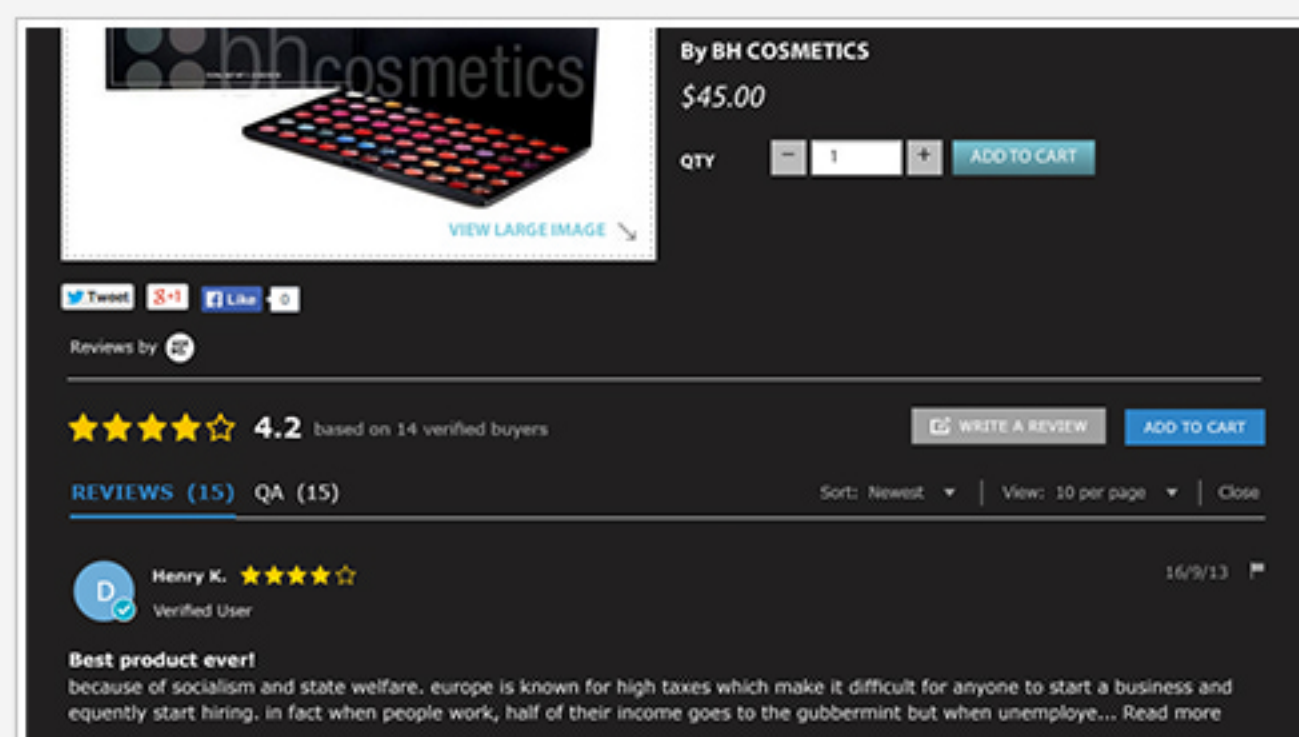 bhcosmetics
By BH COSMETICS
$45.00
QTY − 1 + ADD TO CART
VIEW LARGE IMAGE
Tweet g+1 Like 0
Reviews by
4.2 based on 14 verified buyers WRITE A REVIEW ADD TO CART
REVIEWS (15) QA (15) Sort: Newest View: 10 per page Close
D Henry K. 16/9/13
Verified User
Best product ever!
because of socialism and state welfare. europe is known for high taxes which make it difficult for anyone to start a business and
equently start hiring. in fact when people work, half of their income goes to the gubbermint but when unemploye... Read more